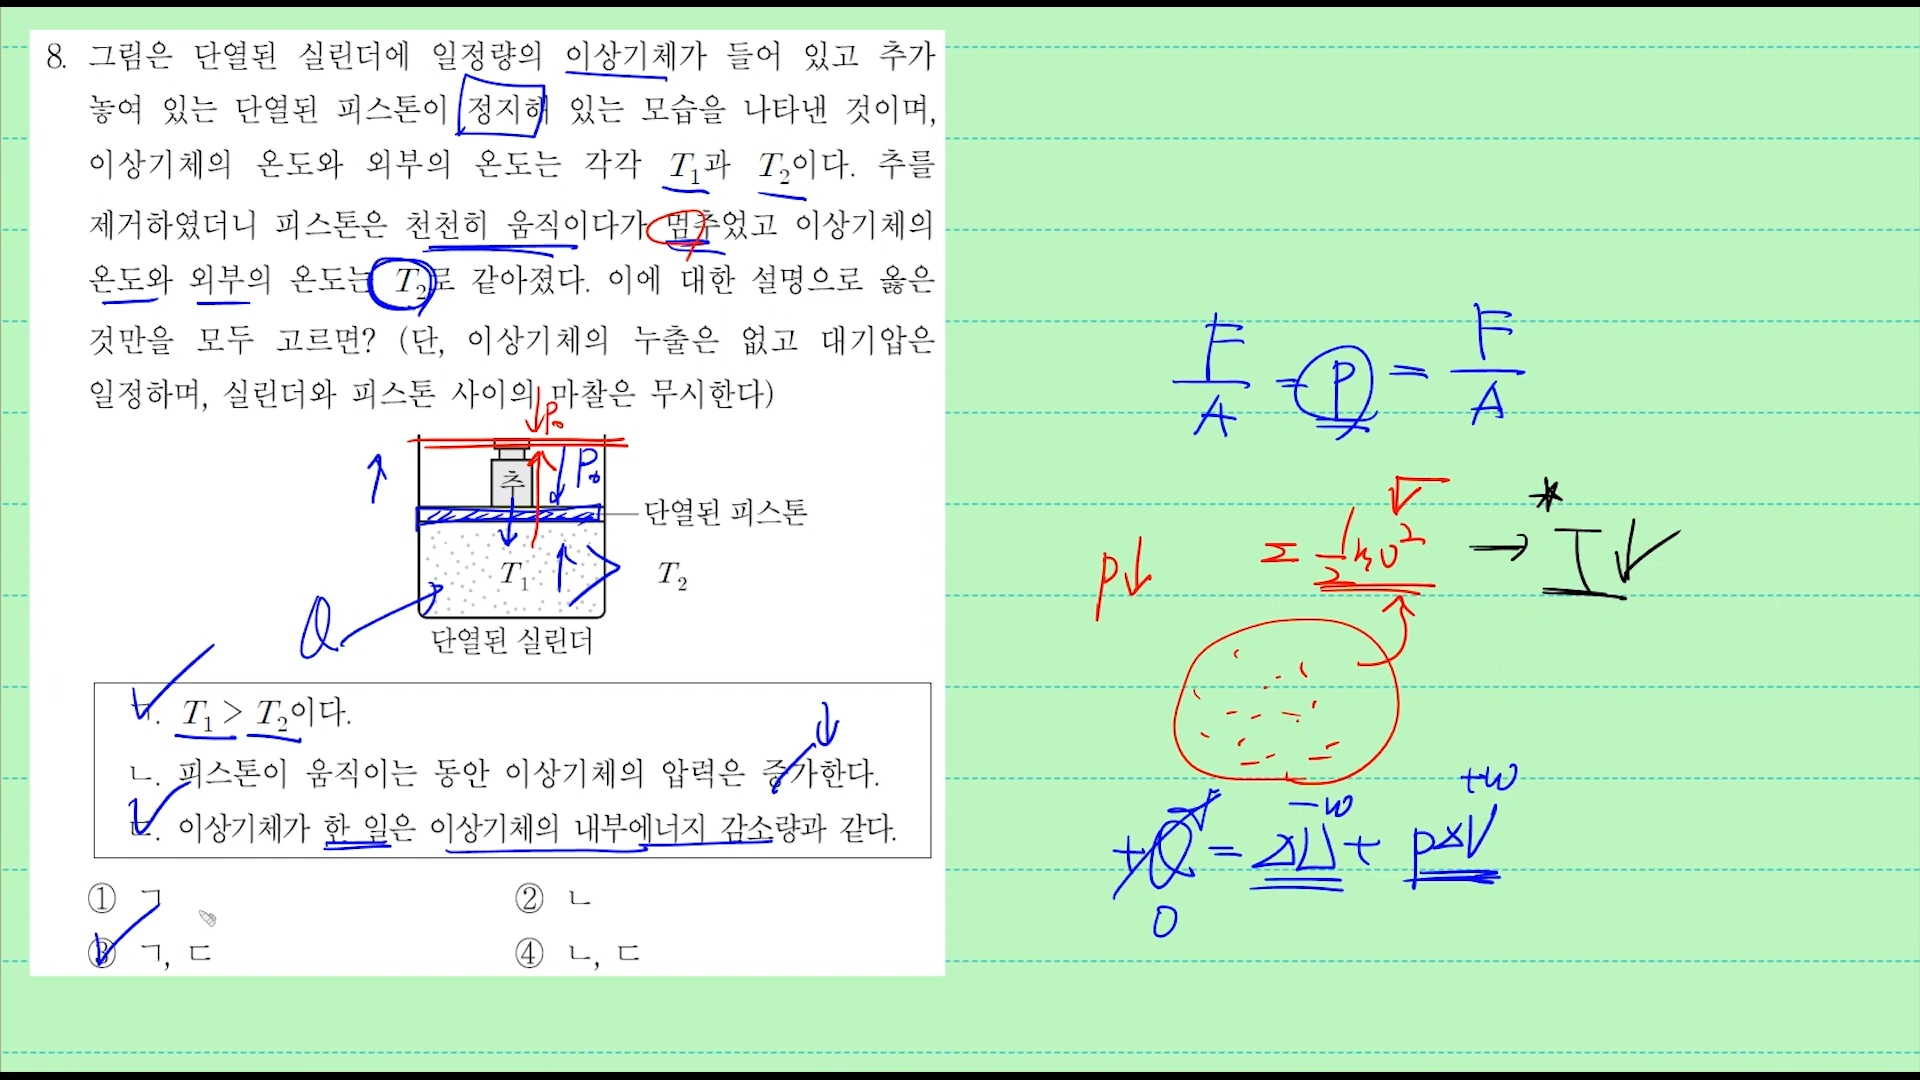 8. 그림은 단열된 실린더에 일정량의 이상기체가 들어 있고 추가
놓여 있는 단열된 피스톤이 정지해 있는 모습을 나타낸 것이며,
이상기체의 온도와 외부의 온도는 각각 T₁과 T₂이다. 추를
제거하였더니 피스톤은 천천히 움직이다가 멈추었고 이상기체의
온도와 외부의 온도는 T₂로 같아졌다. 이에 대한 설명으로 옳은
것만을 모두 고르면? (단, 이상기체의 누출은 없고 대기압은
일정하며, 실린더와 피스톤 사이의 마찰은 무시한다)
P₀
추
P₀
단열된 피스톤
T₁
T₂
Q
단열된 실린더
ㄱ. T₁ > T₂이다.
ㄴ. 피스톤이 움직이는 동안 이상기체의 압력은 증가한다.
ㄷ. 이상기체가 한 일은 이상기체의 내부에너지 감소량과 같다.
① ㄱ
② ㄴ
③ ㄱ, ㄷ
④ ㄴ, ㄷ
F/A = P = F/A
P↓
Σ ½mv² → T↓
-W +W
+Q = ΔU + PΔV
0